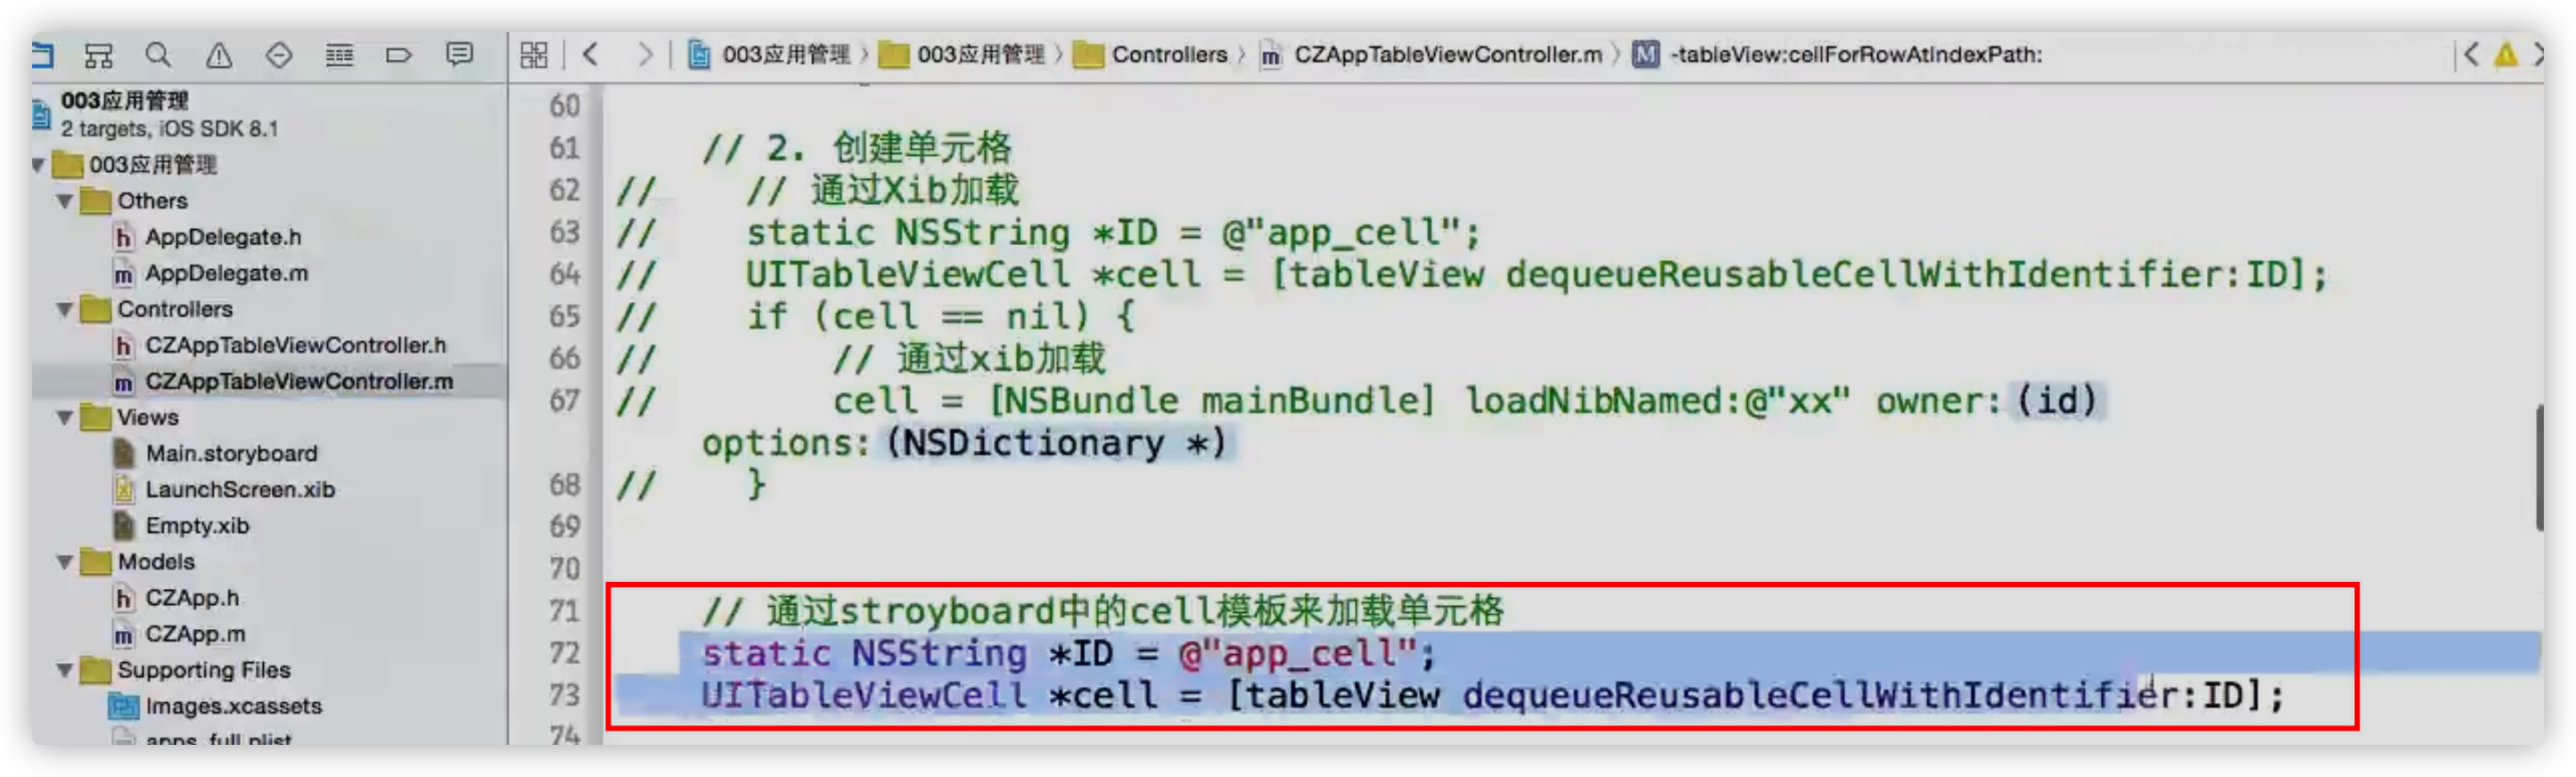 003应用管理 〉 003应用管理 〉 Controllers 〉 m CZAppTableViewController.m 〉 M -tableView:cellForRowAtIndexPath:
003应用管理
2 targets, iOS SDK 8.1
003应用管理
Others
h AppDelegate.h
m AppDelegate.m
Controllers
h CZAppTableViewController.h
m CZAppTableViewController.m
Views
Main.storyboard
LaunchScreen.xib
Empty.xib
Models
h CZApp.h
m CZApp.m
Supporting Files
Images.xcassets
apps_full.plist
60
61 // 2. 创建单元格
62 // // 通过Xib加载
63 // static NSString *ID = @"app_cell";
64 // UITableViewCell *cell = [tableView dequeueReusableCellWithIdentifier:ID];
65 // if (cell == nil) {
66 // // 通过xib加载
67 // cell = [NSBundle mainBundle] loadNibNamed:@"xx" owner:(id)
options:(NSDictionary *)
68 // }
69
70
71 // 通过stroyboard中的cell模板来加载单元格
72 static NSString *ID = @"app_cell";
73 UITableViewCell *cell = [tableView dequeueReusableCellWithIdentifier:ID];
74